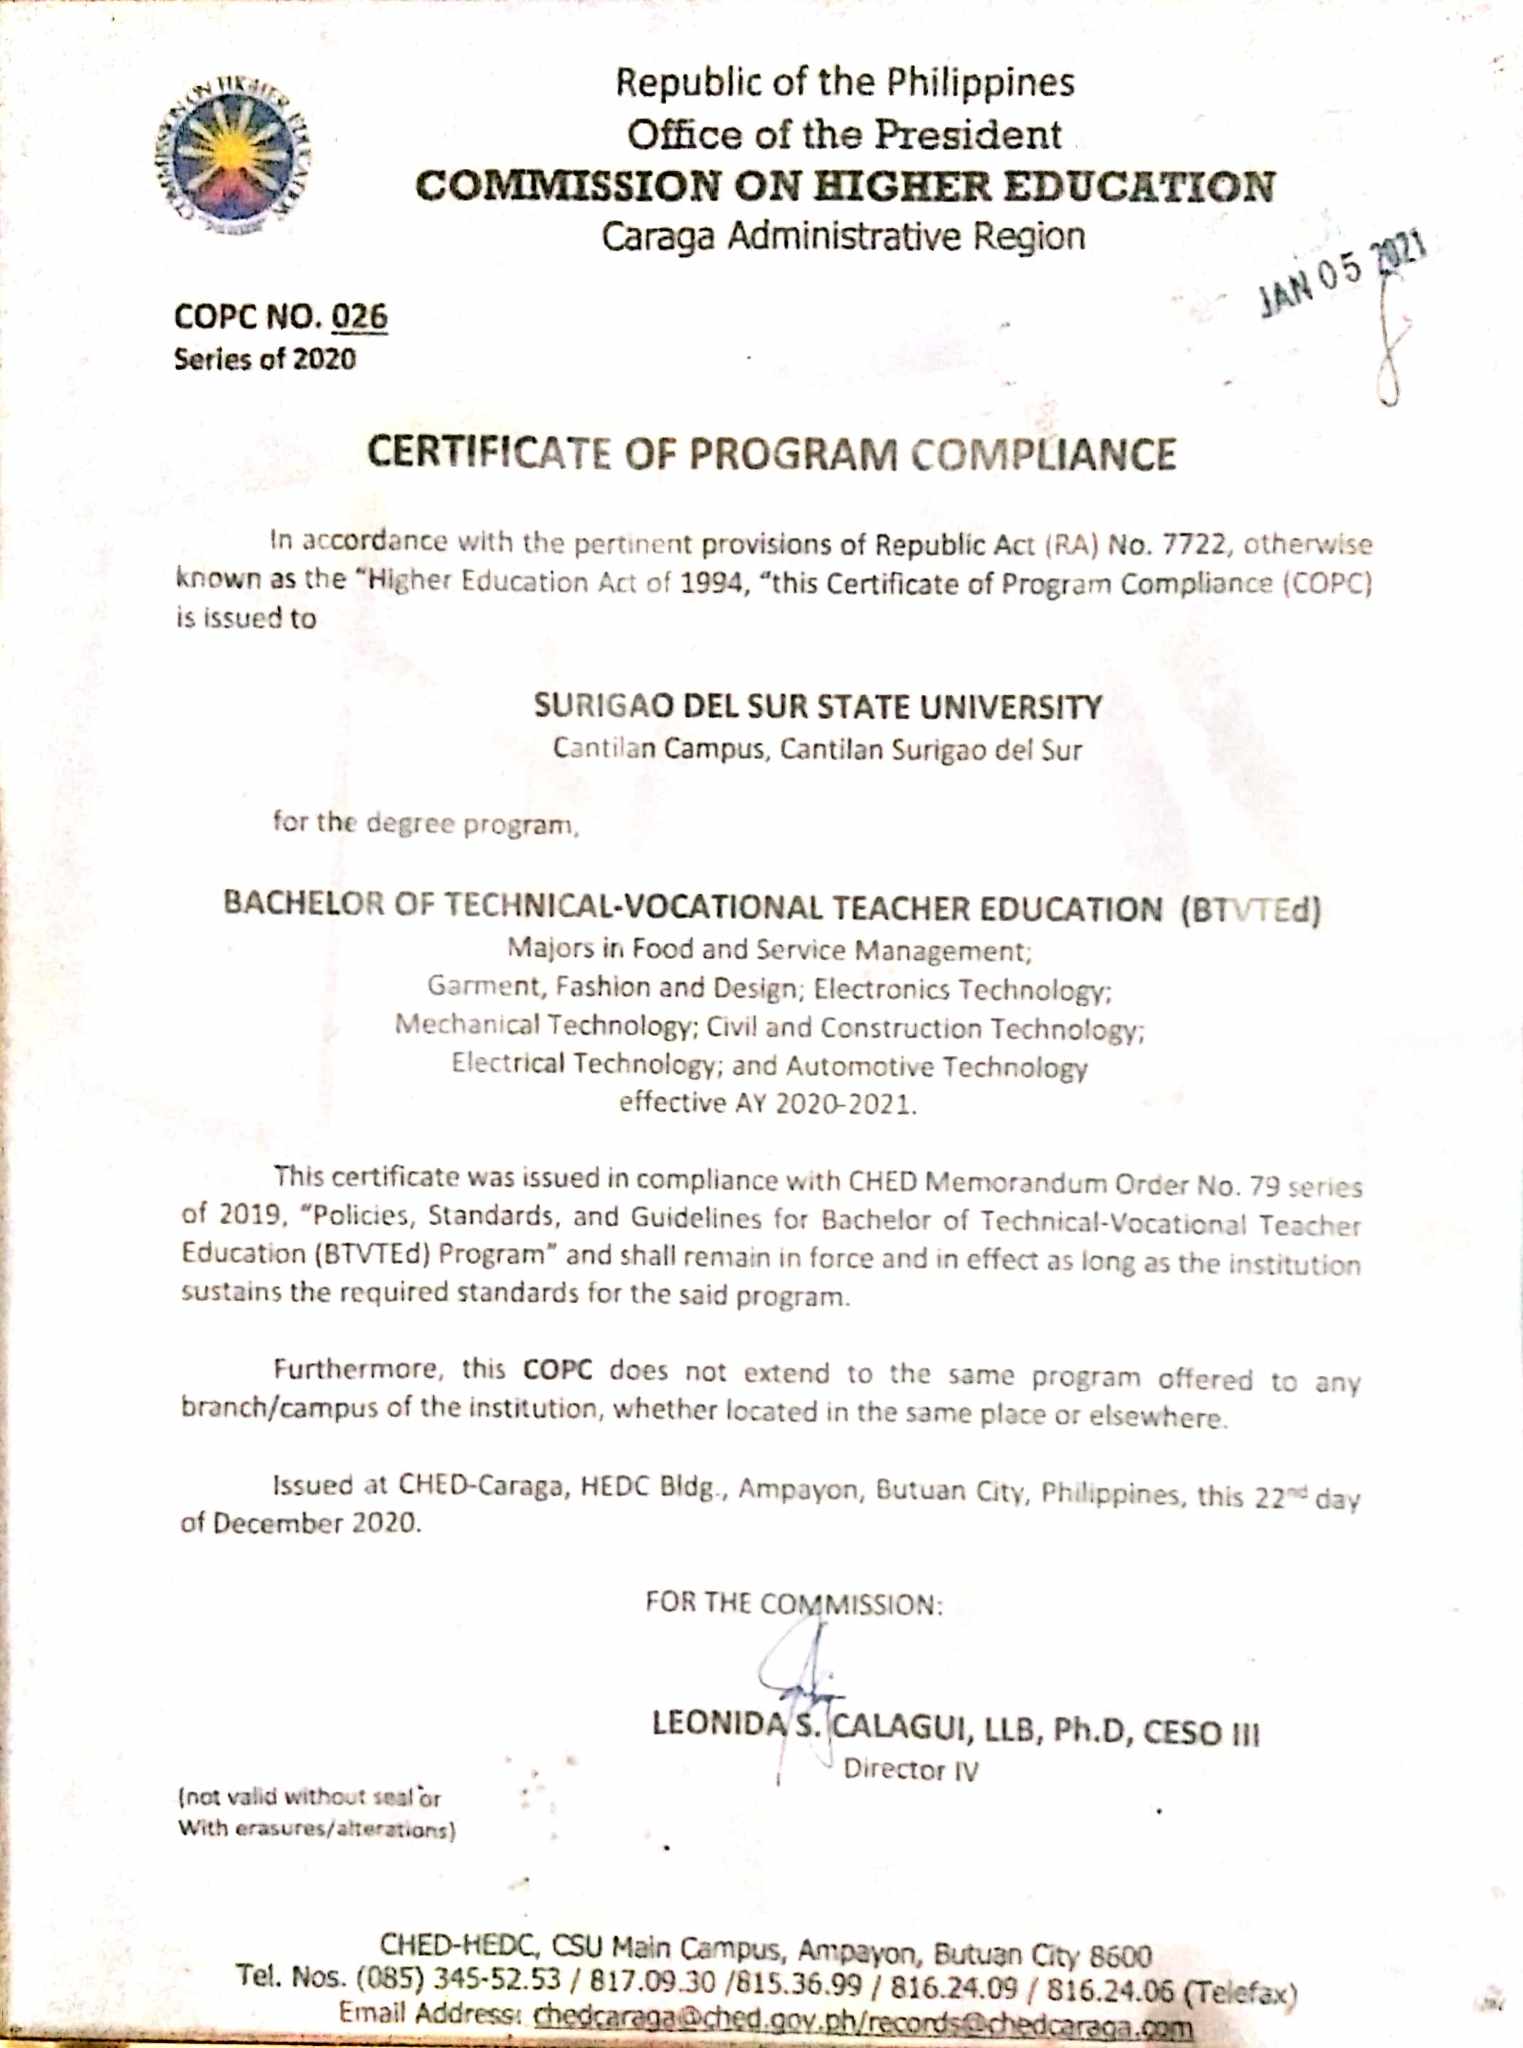 COMMISSION ON HIGHER EDUCATION
Republic of the Philippines
Office of the President
COMMISSION ON HIGHER EDUCATION
Caraga Administrative Region
JAN 05 2021
COPC NO. 026
Series of 2020
CERTIFICATE OF PROGRAM COMPLIANCE
In accordance with the pertinent provisions of Republic Act (RA) No. 7722, otherwise
known as the “Higher Education Act of 1994, “this Certificate of Program Compliance (COPC)
is issued to
SURIGAO DEL SUR STATE UNIVERSITY
Cantilan Campus, Cantilan Surigao del Sur
for the degree program,
BACHELOR OF TECHNICAL-VOCATIONAL TEACHER EDUCATION (BTVTEd)
Majors in Food and Service Management;
Garment, Fashion and Design; Electronics Technology;
Mechanical Technology; Civil and Construction Technology;
Electrical Technology; and Automotive Technology
effective AY 2020-2021.
This certificate was issued in compliance with CHED Memorandum Order No. 79 series
of 2019, “Policies, Standards, and Guidelines for Bachelor of Technical-Vocational Teacher
Education (BTVTEd) Program” and shall remain in force and in effect as long as the institution
sustains the required standards for the said program.
Furthermore, this COPC does not extend to the same program offered to any
branch/campus of the institution, whether located in the same place or elsewhere.
Issued at CHED-Caraga, HEDC Bldg., Ampayon, Butuan City, Philippines, this 22nd day
of December 2020.
FOR THE COMMISSION:
LEONIDA S. CALAGUI, LLB, Ph.D, CESO III
Director IV
(not valid without seal or
With erasures/alterations)
CHED-HEDC, CSU Main Campus, Ampayon, Butuan City 8600
Tel. Nos. (085) 345-52.53 / 817.09.30 /815.36.99 / 816.24.09 / 816.24.06 (Telefax)
Email Address: chedcaraga@ched.gov.ph/records@chedcaraga.com